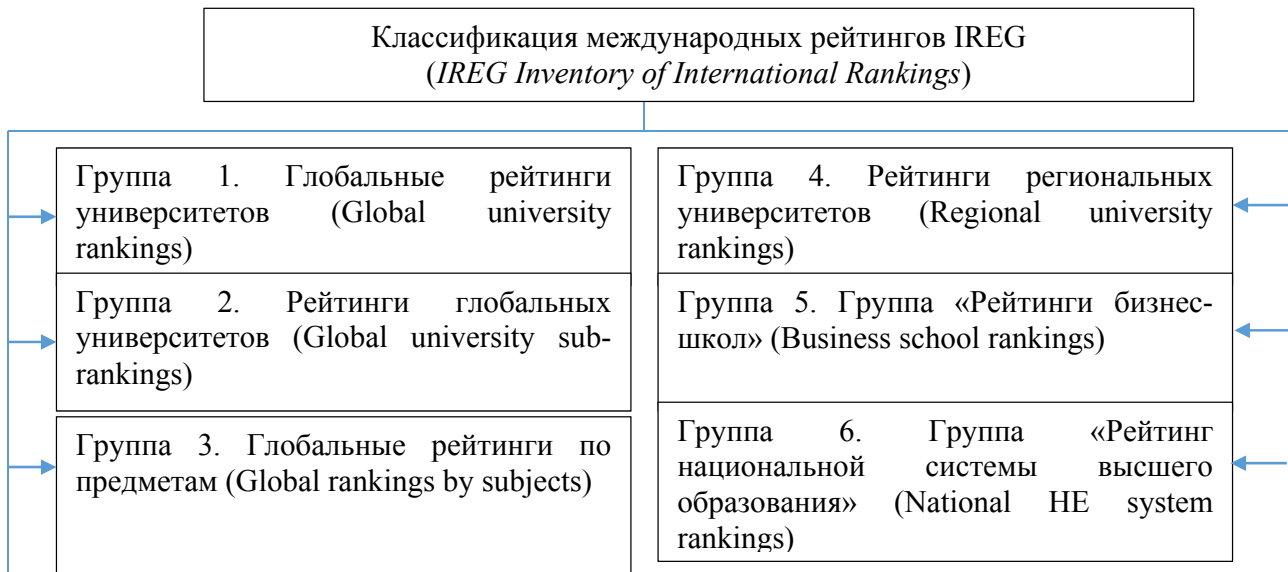 Классификация международных рейтингов IREG
(IREG Inventory of International Rankings)
Группа 1. Глобальные рейтинги
университетов (Global university
rankings)
Группа 2. Рейтинги глобальных
университетов (Global university sub-
rankings)
Группа 3. Глобальные рейтинги по
предметам (Global rankings by subjects)
Группа 4. Рейтинги региональных
университетов (Regional university
rankings)
Группа 5. Группа «Рейтинги бизнес-
школ» (Business school rankings)
Группа 6. Группа «Рейтинг
национальной системы высшего
образования» (National HE system
rankings)